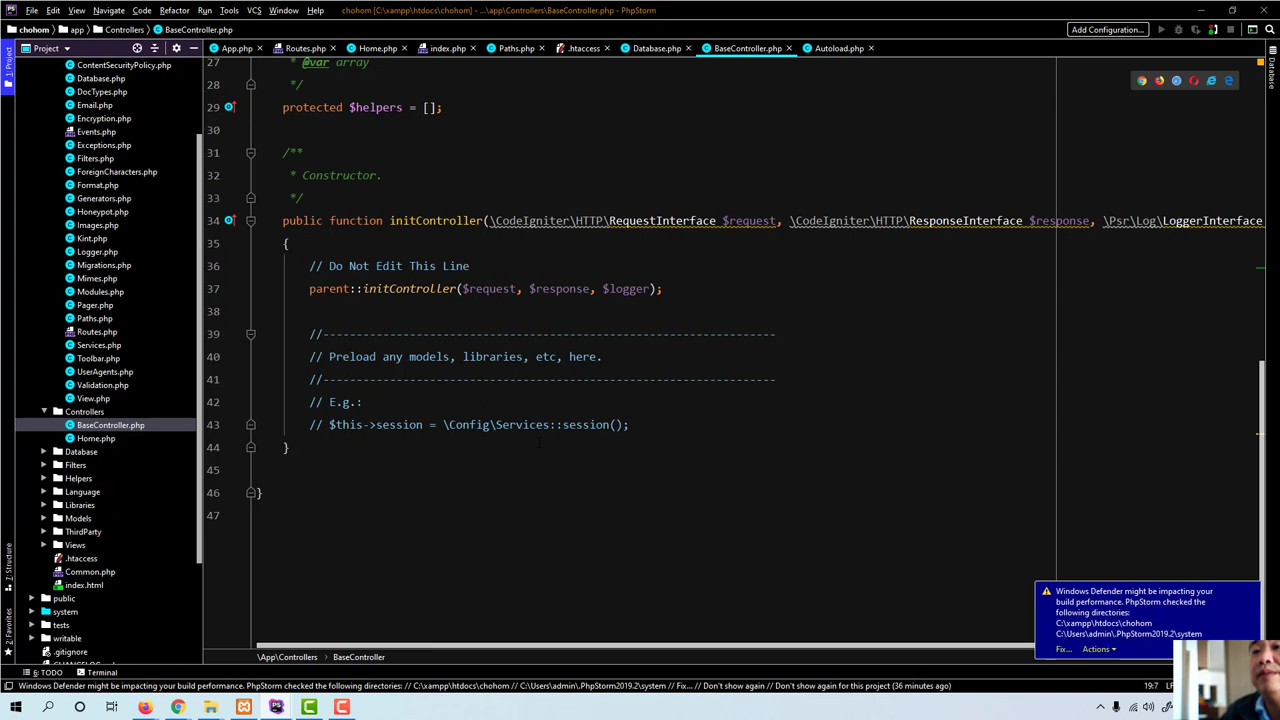 File Edit View Navigate Code Refactor Run Tools VCS Window Help chohom [C:\xampp\htdocs\chohom] - ...\app\Controllers\BaseController.php - PhpStorm
chohom app Controllers BaseController.php Add Configuration...
Project
App.php Routes.php Home.php index.php Paths.php .htaccess Database.php BaseController.php Autoload.php
1: Project
Database
ContentSecurityPolicy.php
Database.php
DocTypes.php
Email.php
Encryption.php
Events.php
Exceptions.php
Filters.php
ForeignCharacters.php
Format.php
Generators.php
Honeypot.php
Images.php
Kint.php
Logger.php
Migrations.php
Mimes.php
Modules.php
Pager.php
Paths.php
Routes.php
Services.php
Toolbar.php
UserAgents.php
Validation.php
View.php
Controllers
BaseController.php
Home.php
Database
Filters
Helpers
Language
Libraries
Models
ThirdParty
Views
.htaccess
Common.php
index.html
public
system
tests
writable
.gitignore
7: Structure
2: Favorites
27 * @var array
28 */
29 protected $helpers = [];
30
31 /**
32 * Constructor.
33 */
34 public function initController(\CodeIgniter\HTTP\RequestInterface $request, \CodeIgniter\HTTP\ResponseInterface $response, \Psr\Log\LoggerInterface
35 {
36 // Do Not Edit This Line
37 parent::initController($request, $response, $logger);
38
39 //--------------------------------------------------------------------
40 // Preload any models, libraries, etc, here.
41 //--------------------------------------------------------------------
42 // E.g.:
43 // $this->session = \Config\Services::session();
44 }
45
46 }
47
Windows Defender might be impacting your
build performance. PhpStorm checked the
following directories:
C:\xampp\htdocs\chohom
C:\Users\admin\.PhpStorm2019.2\system
Fix... Actions
\App\Controllers BaseController
6: TODO Terminal
Windows Defender might be impacting your build performance. PhpStorm checked the following directories: // C:\xampp\htdocs\chohom // C:\Users\admin\.PhpStorm2019.2\system // Fix... // Don't show again // Don't show again for this project (36 minutes ago) 19:7